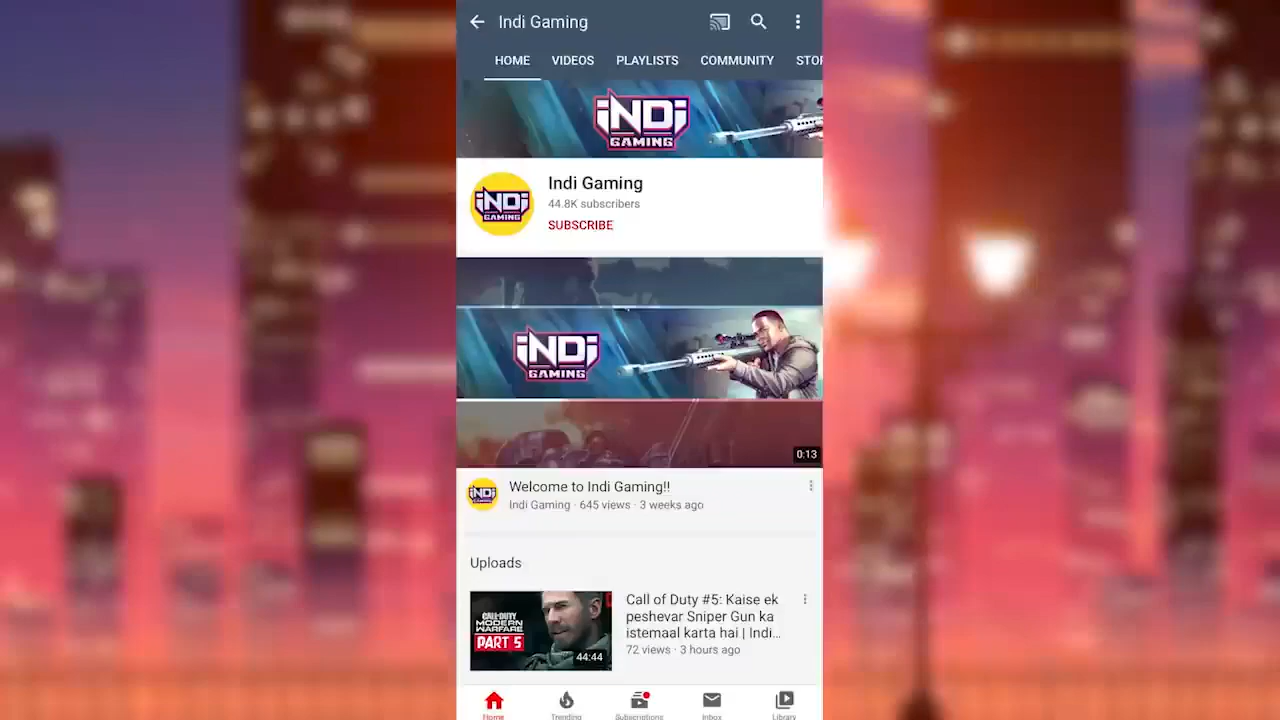 Indi Gaming
HOME VIDEOS PLAYLISTS COMMUNITY STOR
iNDi
GAMING
iNDi
GAMING
Indi Gaming
44.8K subscribers
SUBSCRIBE
iNDi
GAMING
0:13
iNDi
GAMING
Welcome to Indi Gaming!!
Indi Gaming · 645 views · 3 weeks ago
Uploads
CALL OF DUTY
MODERN
WARFARE
PART 5
44:44
Call of Duty #5: Kaise ek
peshevar Sniper Gun ka
istemaal karta hai | Indi...
72 views · 3 hours ago
Home Trending Subscriptions Inbox Library